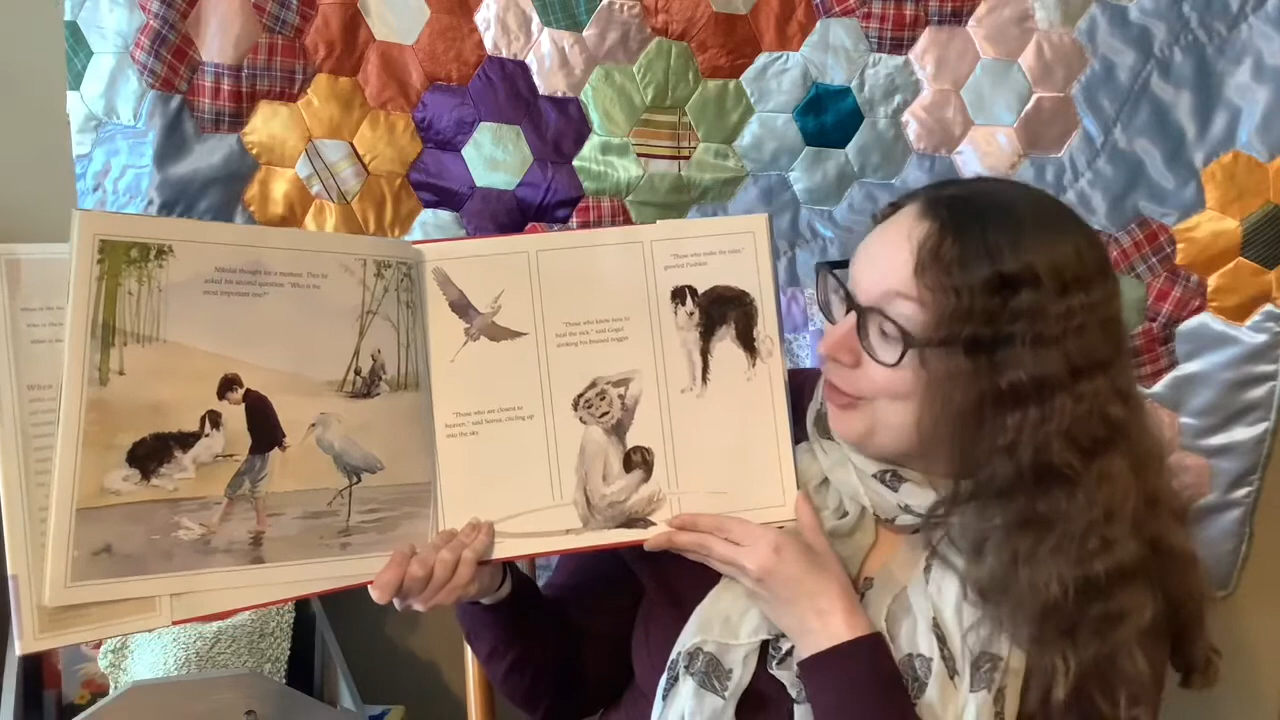 Nikolai thought for a moment. Then he
asked his second question. "Who is the
most important one?"
"Those who are closest to
heaven," said Sonya, circling up
into the sky.
"Those who know how to
heal the sick," said Gogol
stroking his bruised noggin.
"Those who make the rules,"
growled Pushkin.
When